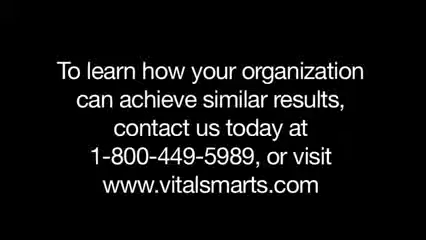 To learn how your organization
can achieve similar results,
contact us today at
1-800-449-5989, or visit
www.vitalsmarts.com